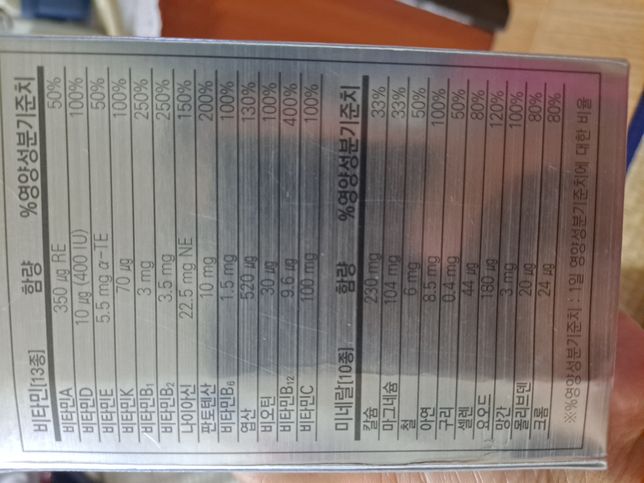 비타민[13종] 함량 %영양성분기준치
비타민A 350 μg RE 50%
비타민D 10 μg (400 IU) 100%
비타민E 5.5 mg α-TE 50%
비타민K 70 μg 100%
비타민B₁ 3 mg 250%
비타민B₂ 3.5 mg 250%
나이아신 22.5 mg NE 150%
판토텐산 10 mg 200%
비타민B₆ 1.5 mg 100%
엽산 520 μg 130%
비오틴 30 μg 100%
비타민B₁₂ 9.6 μg 400%
비타민C 100 mg 100%
미네랄[10종] 함량 %영양성분기준치
칼슘 230 mg 33%
마그네슘 104 mg 33%
철 6 mg 50%
아연 8.5 mg 100%
구리 0.4 mg 50%
셀렌 44 μg 80%
요오드 180 μg 120%
망간 3 mg 100%
몰리브덴 20 μg 80%
크롬 24 μg 80%
※%영양성분기준치 : 1일 영양성분기준치에 대한 비율